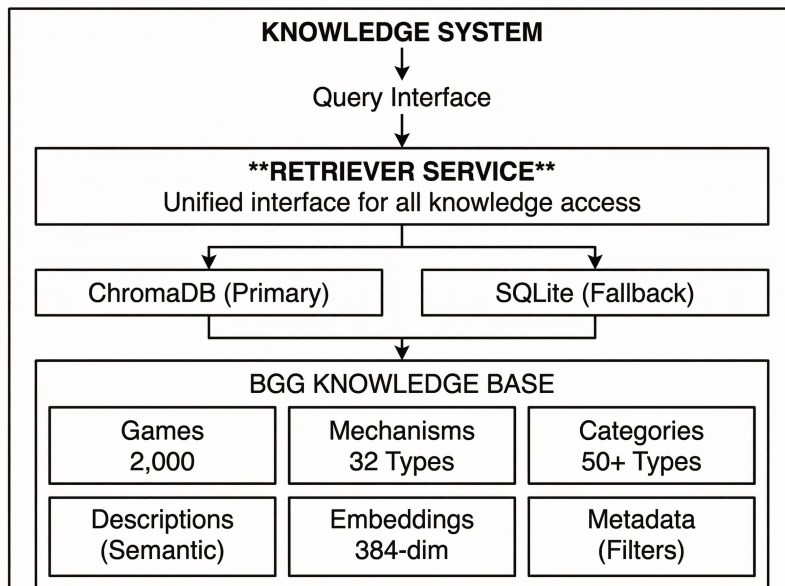 KNOWLEDGE SYSTEM
Query Interface
**RETRIEVER SERVICE**
Unified interface for all knowledge access
ChromaDB (Primary)
SQLite (Fallback)
BGG KNOWLEDGE BASE
Games
2,000
Mechanisms
32 Types
Categories
50+ Types
Descriptions
(Semantic)
Embeddings
384-dim
Metadata
(Filters)